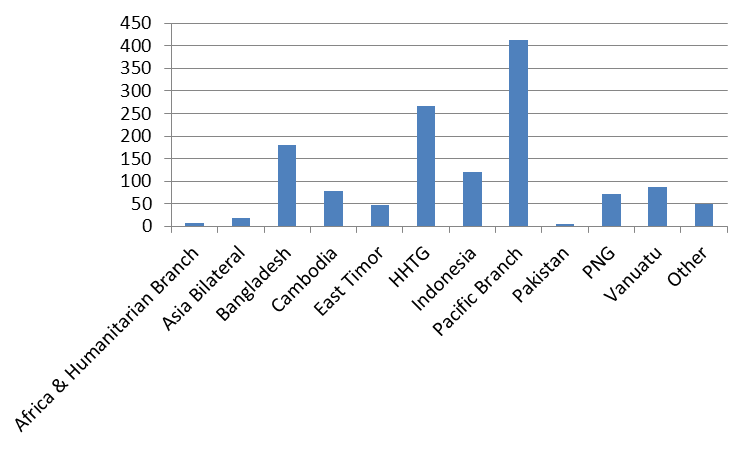 450
400
350
300
250
200
150
100
50
0
Africa & Humanitarian Branch
Asia Bilateral
Bangladesh
Cambodia
East Timor
HHTG
Indonesia
Pacific Branch
Pakistan
PNG
Vanuatu
Other